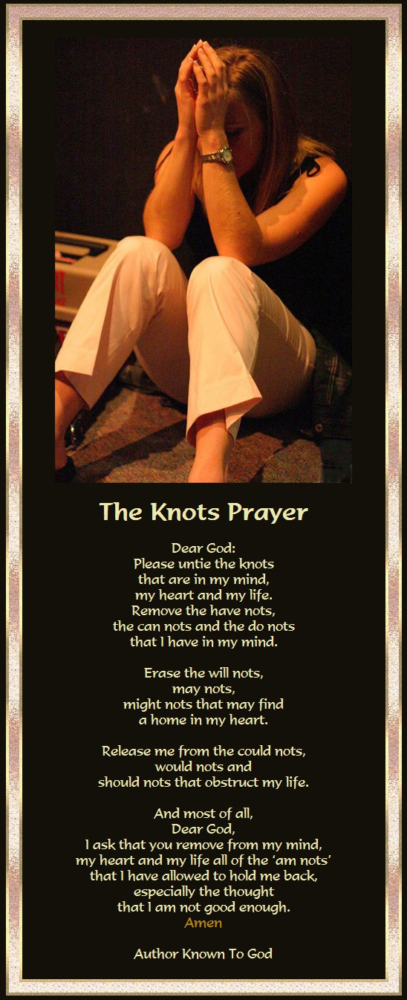 The Knots Prayer
Dear God:
Please untie the knots
that are in my mind,
my heart and my life.
Remove the have nots,
the can nots and the do nots
that I have in my mind.
Erase the will nots,
may nots,
might nots that may find
a home in my heart.
Release me from the could nots,
would nots and
should nots that obstruct my life.
And most of all,
Dear God,
I ask that you remove from my mind,
my heart and my life all of the ‘am nots’
that I have allowed to hold me back,
especially the thought
that I am not good enough.
Amen
Author Known To God